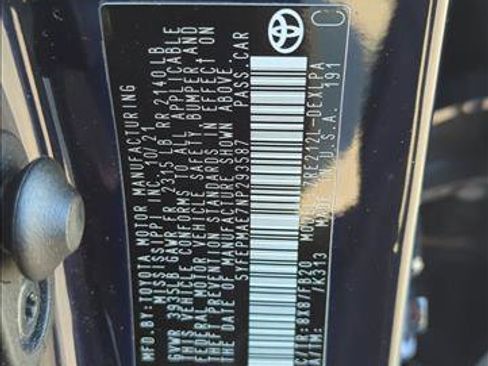 MFD.BY:TOYOTA MOTOR MANUFACTURING
MISSISSIPPI, INC. 10/21
GVWR 3935LB GAWR FR 2315 LB RR 2140LB
THIS VEHICLE CONFORMS TO ALL APPLICABLE
FEDERAL MOTOR VEHICLE SAFETY BUMPER AND
THEFT PREVENTION STANDARDS IN EFFECT ON
THE DATE OF MANUFACTURE SHOWN ABOVE.
5YFEPMAE7NP293587 PASS. CAR
C/TR:8X8/FB20
MODEL:ZRE212L-DEXLPA
A/TM: /K313
MADE IN U.S.A. 191
C